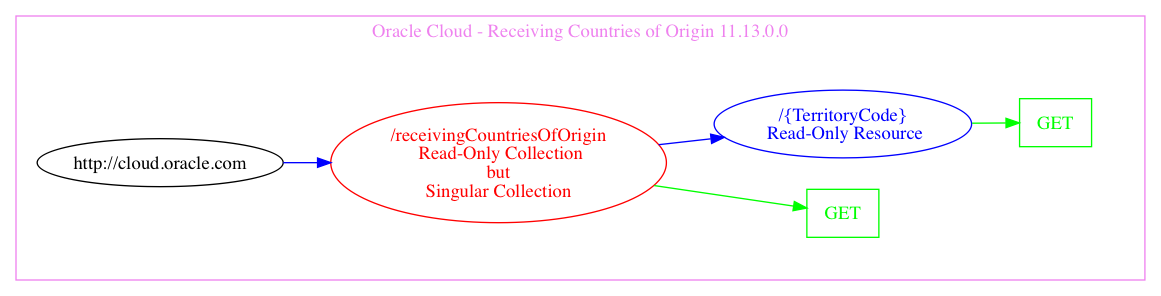 Oracle Cloud - Receiving Countries of Origin 11.13.0.0
http://cloud.oracle.com
/receivingCountriesOfOrigin
Read-Only Collection
but
Singular Collection
/{TerritoryCode}
Read-Only Resource
GET
GET